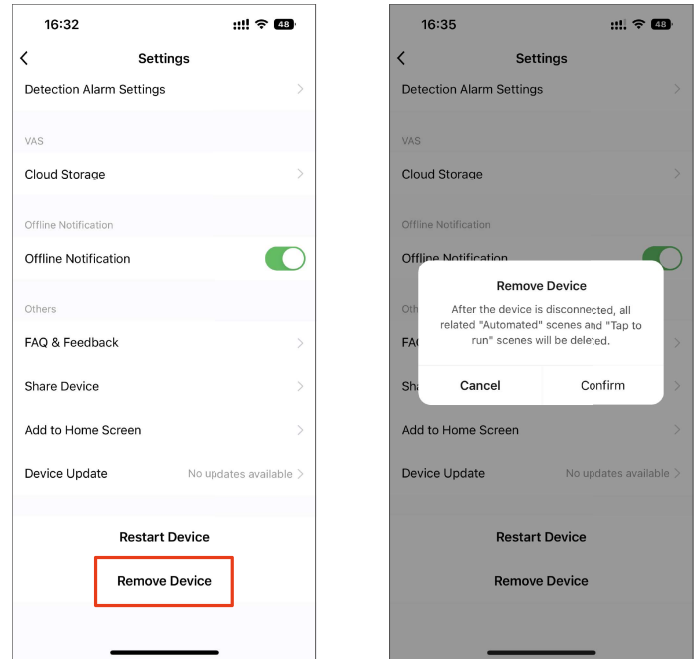 16:32
48
Settings
Detection Alarm Settings
VAS
Cloud Storage
Offline Notification
Offline Notification
Others
FAQ & Feedback
Share Device
Add to Home Screen
Device Update
No updates available
Restart Device
Remove Device
16:35
48
Settings
Detection Alarm Settings
VAS
Cloud Storage
Offline Notification
Offline Notification
Remove Device
After the device is disconnected, all
related "Automated" scenes and "Tap to
run" scenes will be deleted.
Cancel
Confirm
Add to Home Screen
Device Update
No updates available
Restart Device
Remove Device